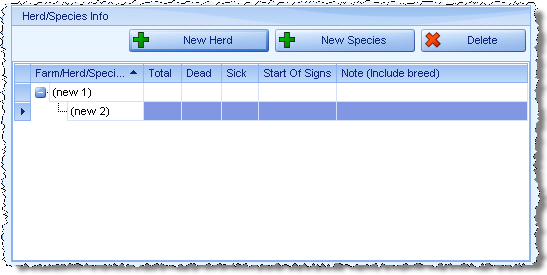 Herd/Species Info
New Herd New Species Delete
Farm/Herd/Speci... Total Dead Sick Start Of Signs Note (Include breed)
(new 1)
(new 2)